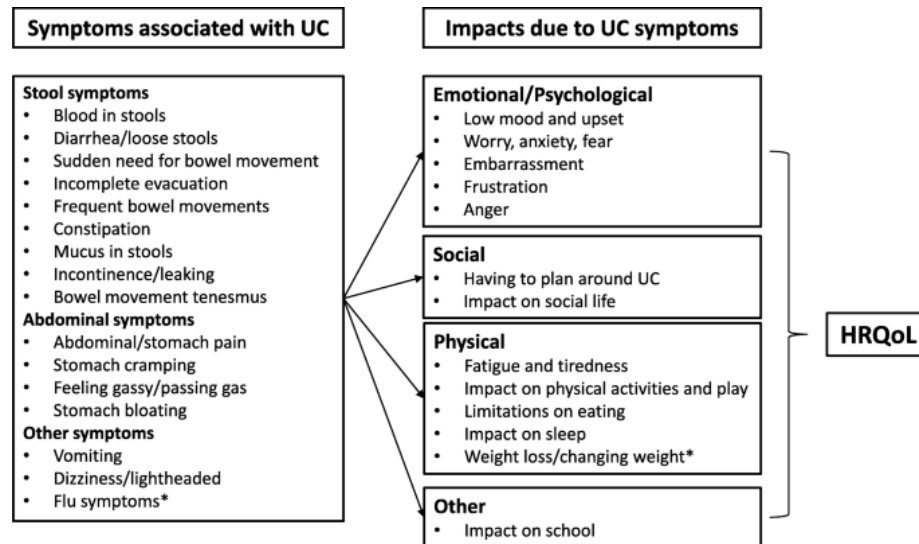 Symptoms associated with UC
Stool symptoms
• Blood in stools
• Diarrhea/loose stools
• Sudden need for bowel movement
• Incomplete evacuation
• Frequent bowel movements
• Constipation
• Mucus in stools
• Incontinence/leaking
• Bowel movement tenesmus
Abdominal symptoms
• Abdominal/stomach pain
• Stomach cramping
• Feeling gassy/passing gas
• Stomach bloating
Other symptoms
• Vomiting
• Dizziness/lightheaded
• Flu symptoms*
Impacts due to UC symptoms
Emotional/Psychological
• Low mood and upset
• Worry, anxiety, fear
• Embarrassment
• Frustration
• Anger
Social
• Having to plan around UC
• Impact on social life
Physical
• Fatigue and tiredness
• Impact on physical activities and play
• Limitations on eating
• Impact on sleep
• Weight loss/changing weight*
Other
• Impact on school
HRQoL